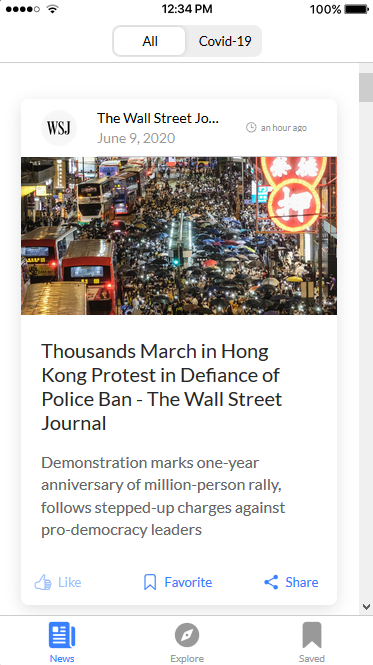 12:34 PM
100%
All
Covid-19
WSJ
The Wall Street Jo...
June 9, 2020
an hour ago
押
Thousands March in Hong
Kong Protest in Defiance of
Police Ban - The Wall Street
Journal
Demonstration marks one-year
anniversary of million-person rally,
follows stepped-up charges against
pro-democracy leaders
Like
Favorite
Share
News
Explore
Saved